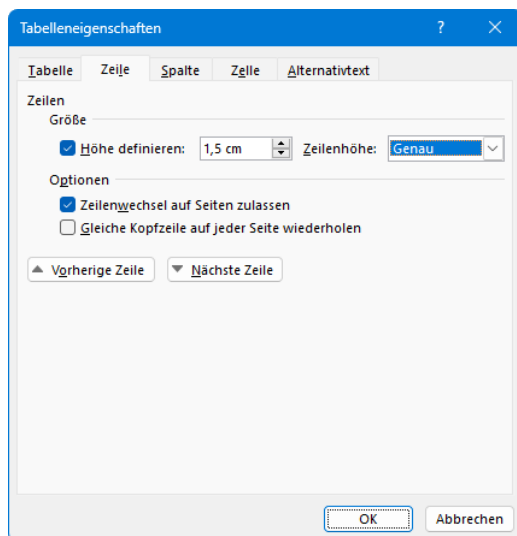 Tabelleneigenschaften ?
Tabelle Zeile Spalte Zelle Alternativtext
Zeilen
Größe
Höhe definieren: 1,5 cm Zeilenhöhe: Genau
Optionen
Zeilenwechsel auf Seiten zulassen
Gleiche Kopfzeile auf jeder Seite wiederholen
Vorherige Zeile Nächste Zeile
OK Abbrechen